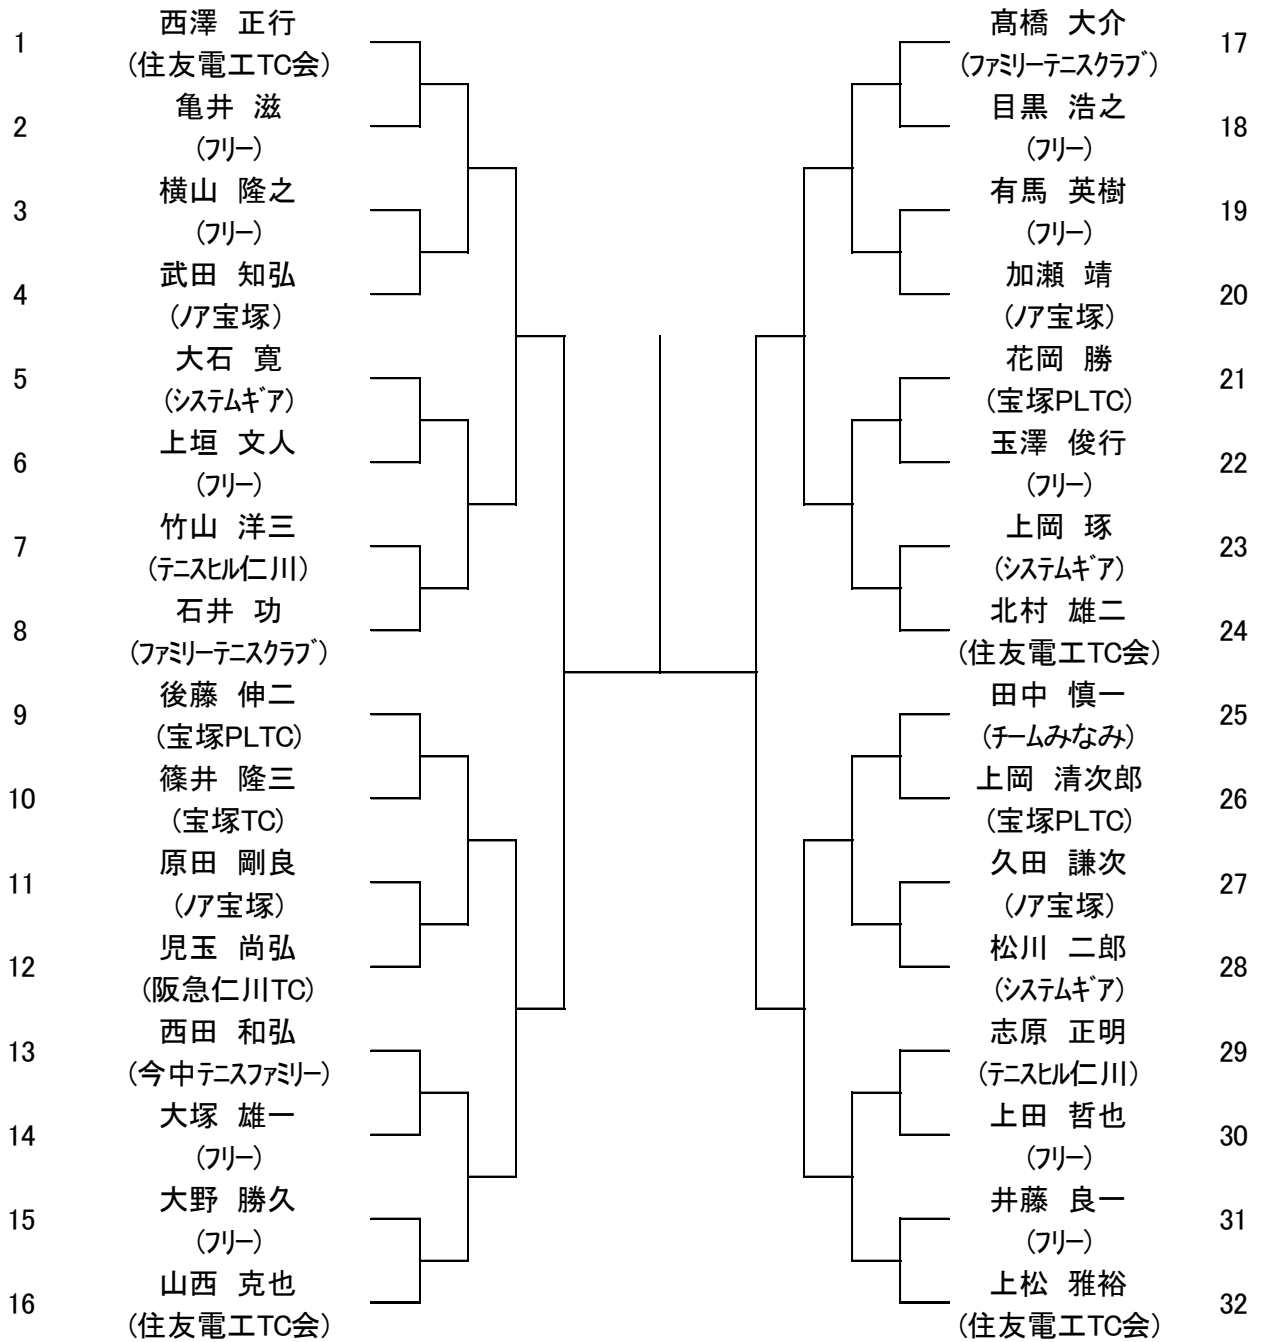 1
西澤 正行
(住友電工TC会)
2
亀井 滋
(フリー)
3
横山 隆之
(フリー)
4
武田 知弘
(ノア宝塚)
5
大石 寛
(システムギア)
6
上垣 文人
(フリー)
7
竹山 洋三
(テニスヒル仁川)
8
石井 功
(ファミリーテニスクラブ)
9
後藤 伸二
(宝塚PLTC)
10
篠井 隆三
(宝塚TC)
11
原田 剛良
(ノア宝塚)
12
児玉 尚弘
(阪急仁川TC)
13
西田 和弘
(今中テニスファミリー)
14
大塚 雄一
(フリー)
15
大野 勝久
(フリー)
16
山西 克也
(住友電工TC会)
髙橋 大介
17
(ファミリーテニスクラブ)
目黒 浩之
18
(フリー)
有馬 英樹
19
(フリー)
加瀬 靖
20
(ノア宝塚)
花岡 勝
21
(宝塚PLTC)
玉澤 俊行
22
(フリー)
上岡 琢
23
(システムギア)
北村 雄二
24
(住友電工TC会)
田中 慎一
25
(チームみなみ)
上岡 清次郎
26
(宝塚PLTC)
久田 謙次
27
(ノア宝塚)
松川 二郎
28
(システムギア)
志原 正明
29
(テニスヒル仁川)
上田 哲也
30
(フリー)
井藤 良一
31
(フリー)
上松 雅裕
32
(住友電工TC会)